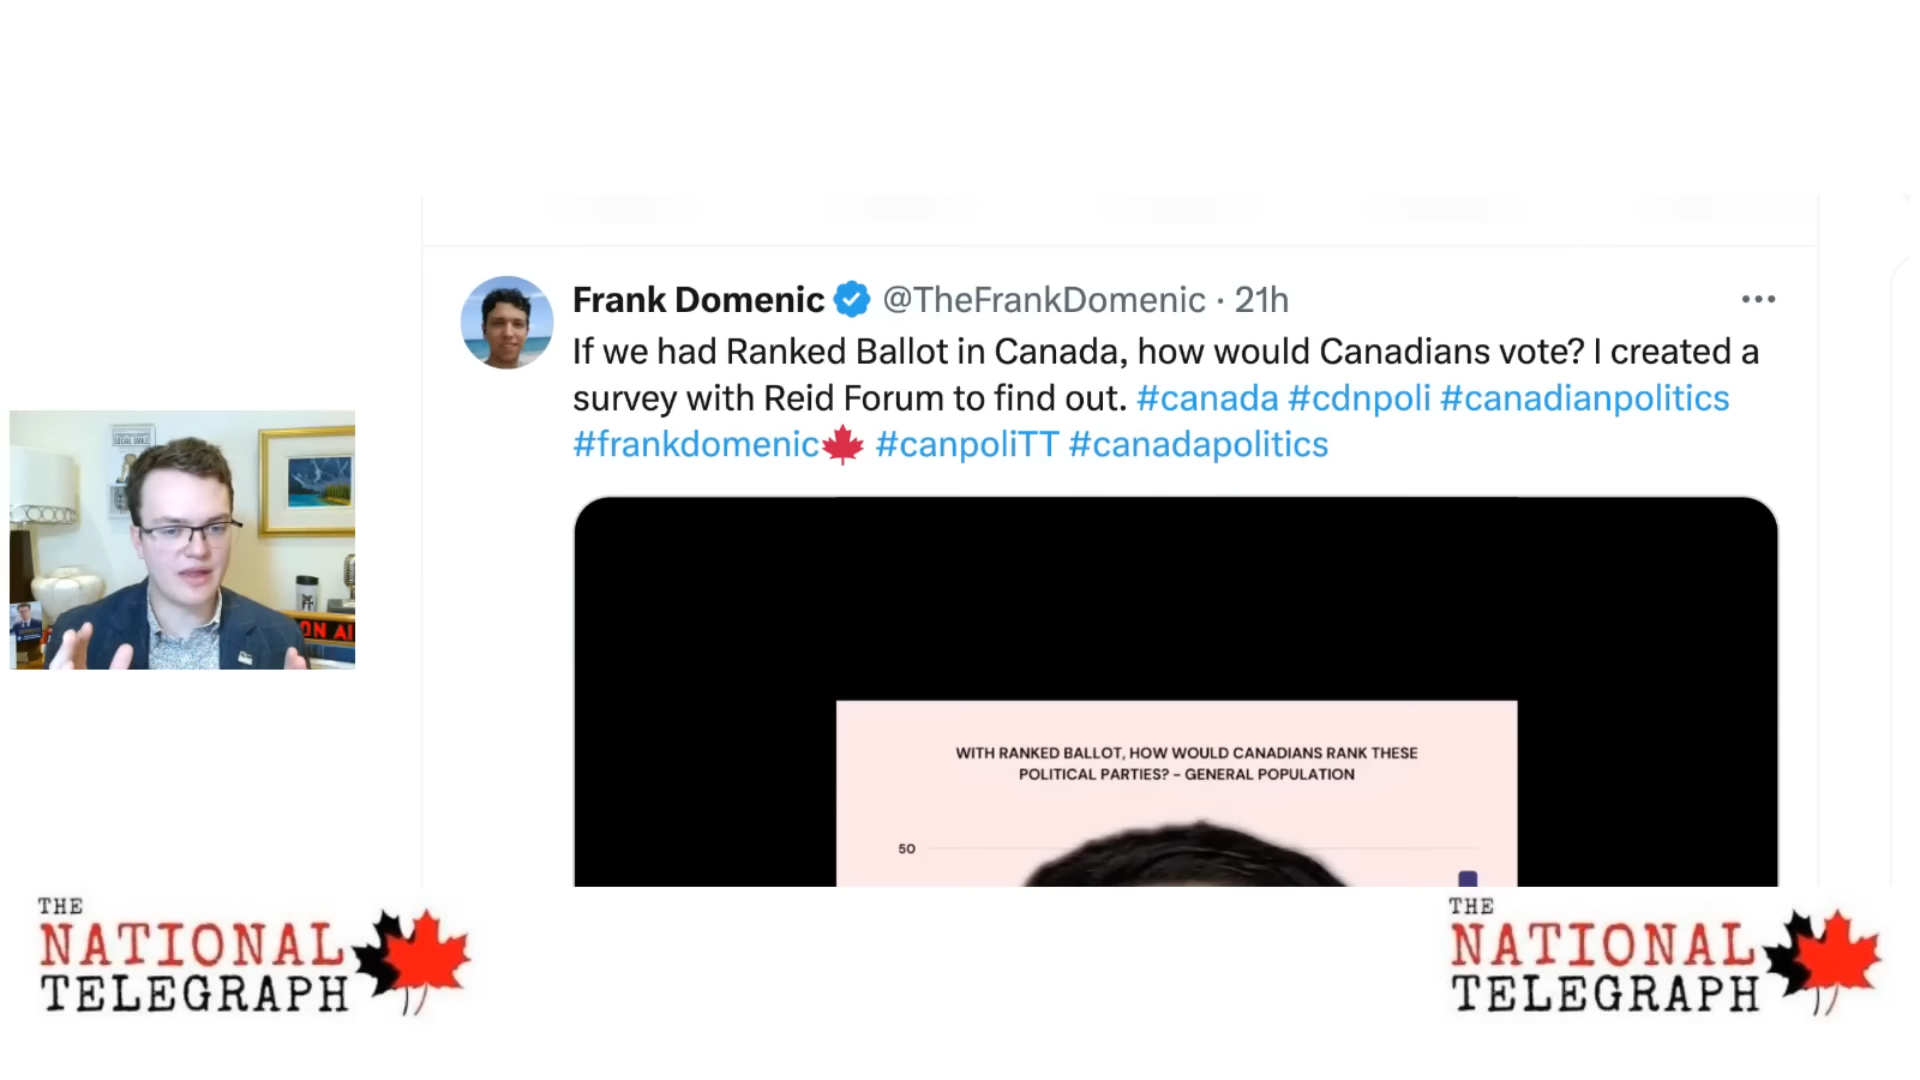 Frank Domenic @TheFrankDomenic · 21h
If we had Ranked Ballot in Canada, how would Canadians vote? I created a
survey with Reid Forum to find out. #canada #cdnpoli #canadianpolitics
#frankdomenic🍁 #canpoliTT #canadapolitics
WITH RANKED BALLOT, HOW WOULD CANADIANS RANK THESE
POLITICAL PARTIES? – GENERAL POPULATION
50
ON AI
THE
NATIONAL
TELEGRAPH
THE
NATIONAL
TELEGRAPH